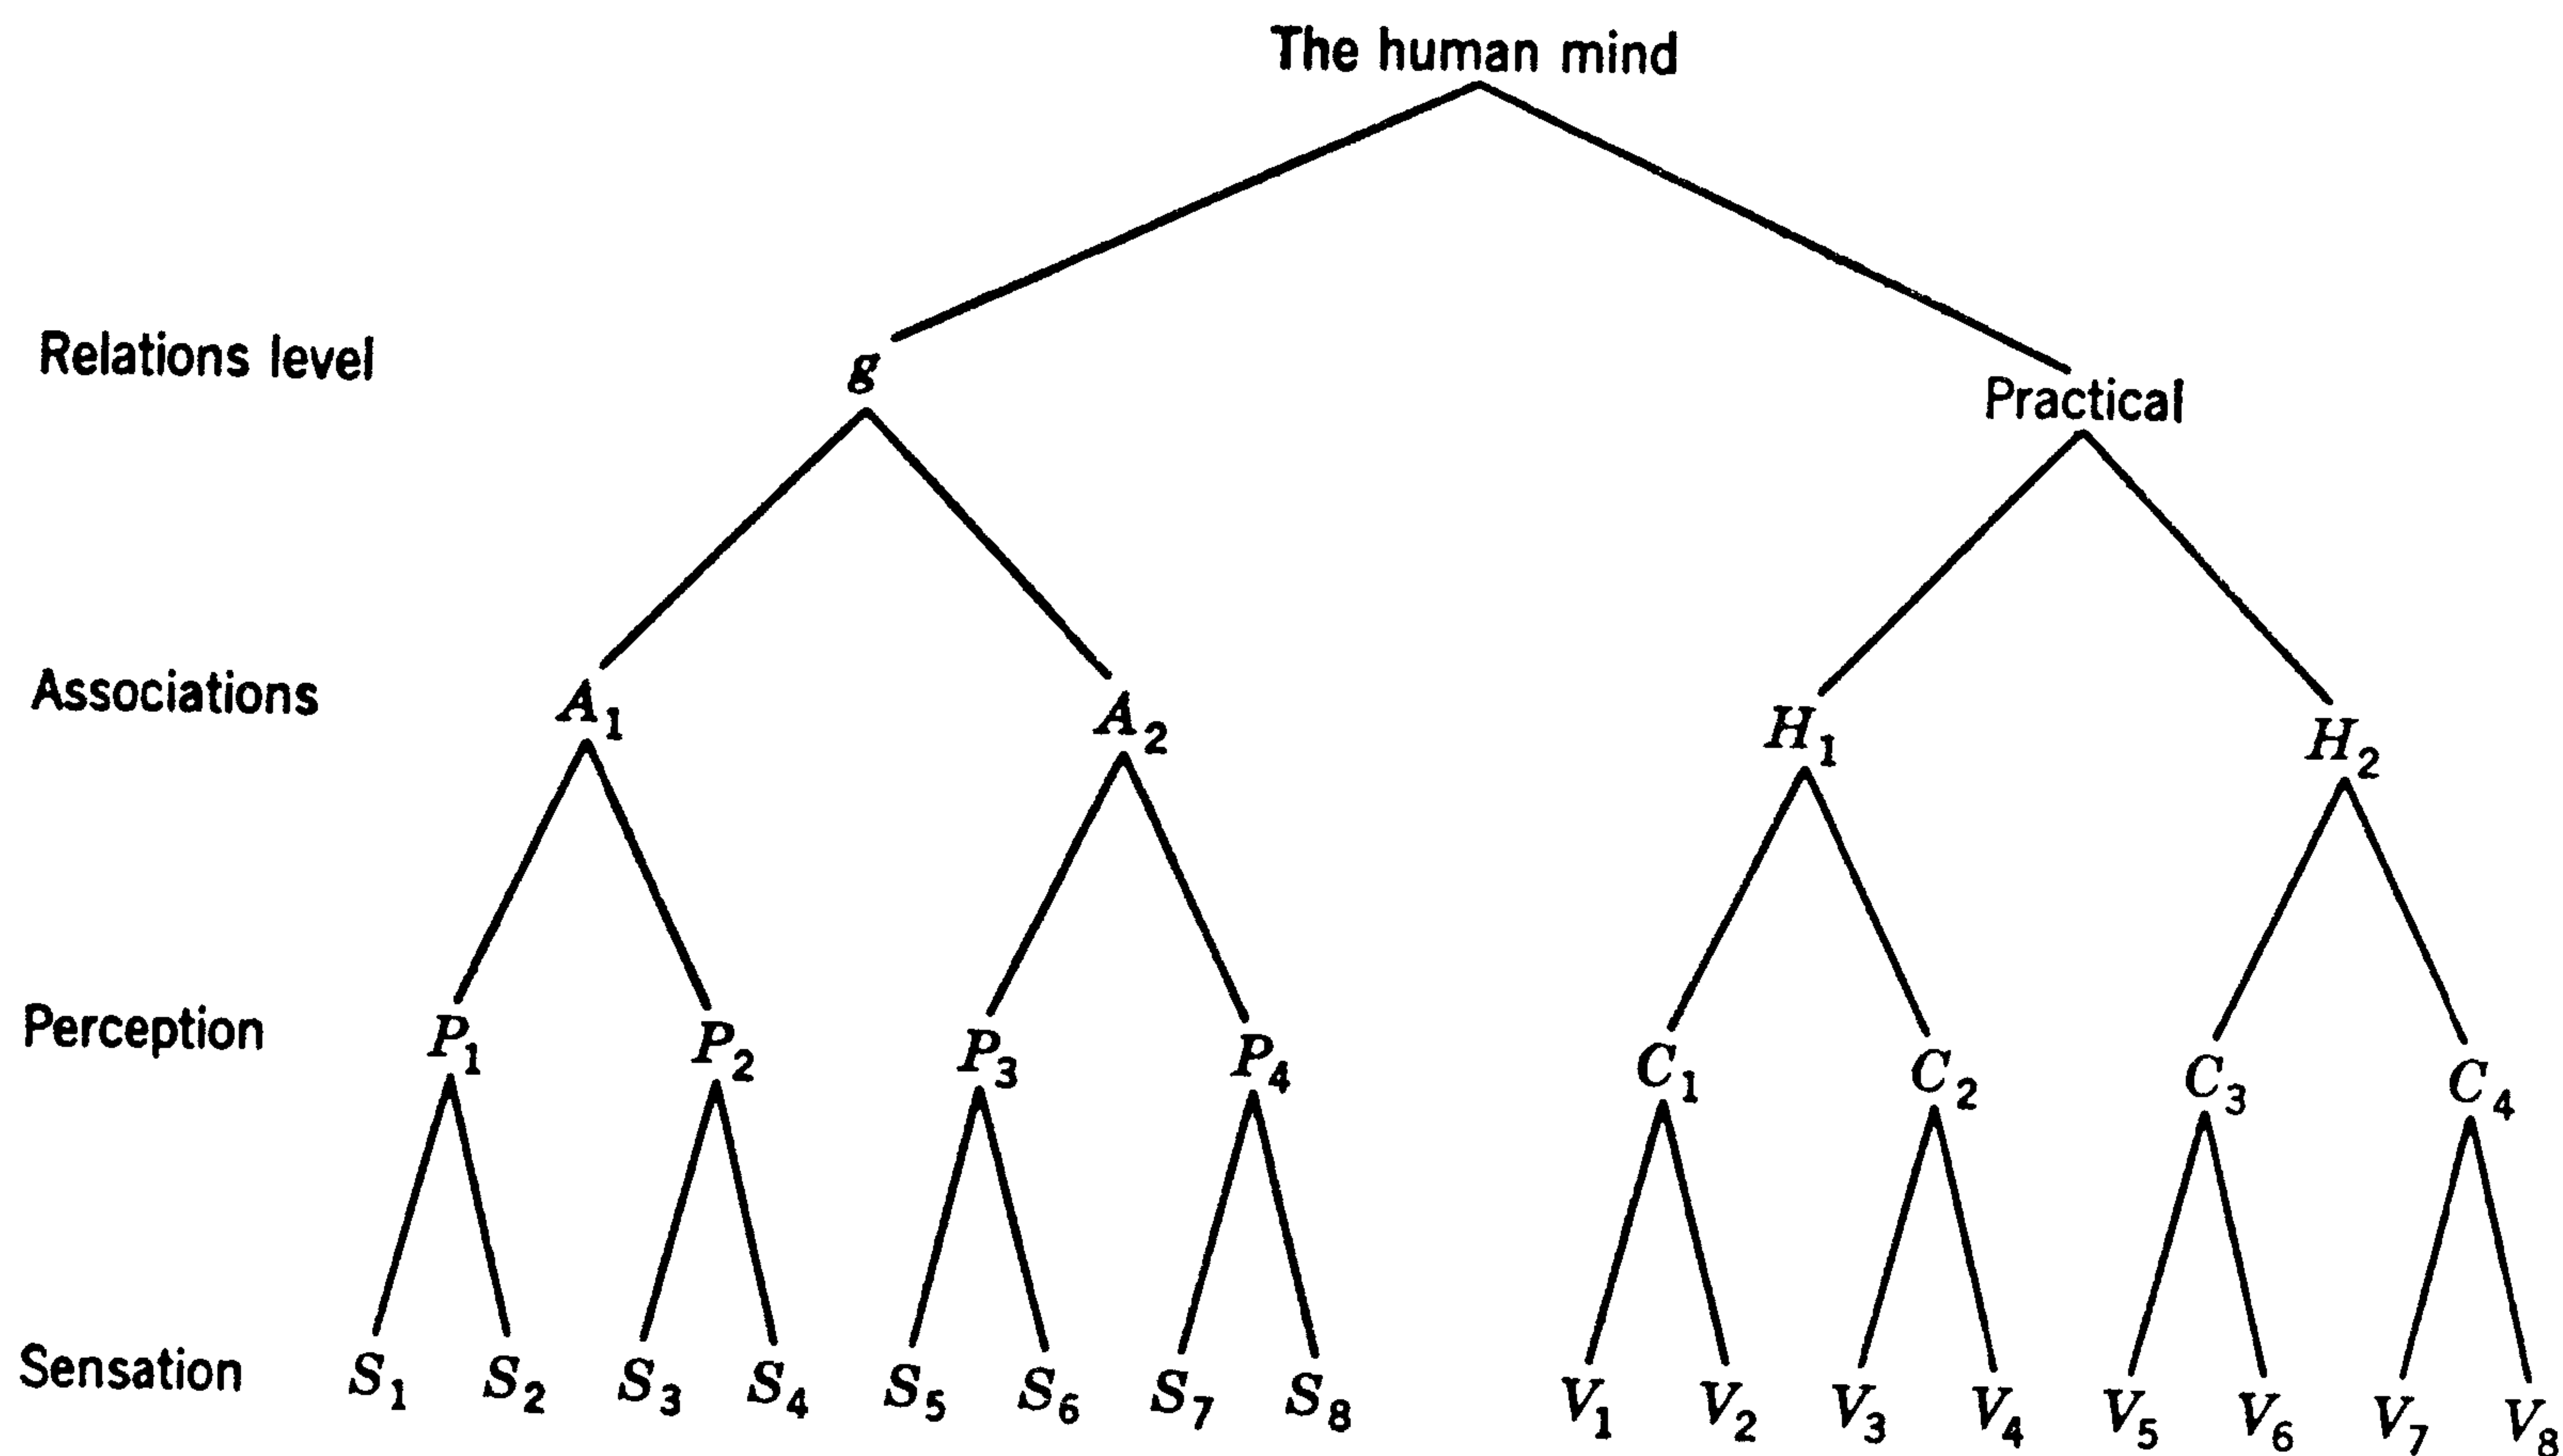 The human mind
Relations level g Practical
Associations A₁ A₂ H₁ H₂
Perception P₁ P₂ P₃ P₄ C₁ C₂ C₃ C₄
Sensation S₁ S₂ S₃ S₄ S₅ S₆ S₇ S₈ V₁ V₂ V₃ V₄ V₅ V₆ V₇ V₈